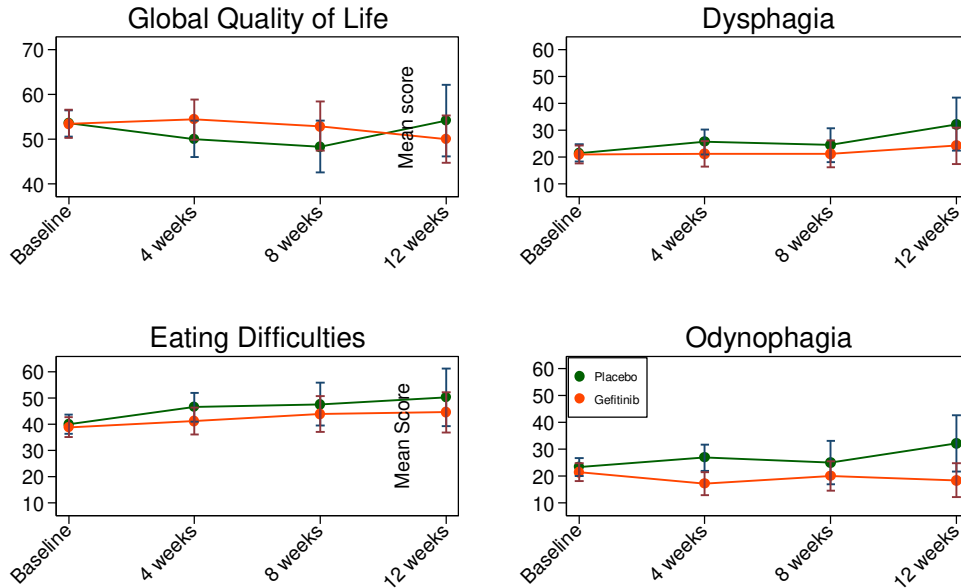 Global Quality of Life
70
60
50
40
Mean score
Baseline
4 weeks
8 weeks
12 weeks
Dysphagia
60
50
40
30
20
10
Baseline
4 weeks
8 weeks
12 weeks
Eating Difficulties
60
50
40
30
20
10
Mean Score
Baseline
4 weeks
8 weeks
12 weeks
Odynophagia
60
50
40
30
20
10
Placebo
Gefitinib
Baseline
4 weeks
8 weeks
12 weeks